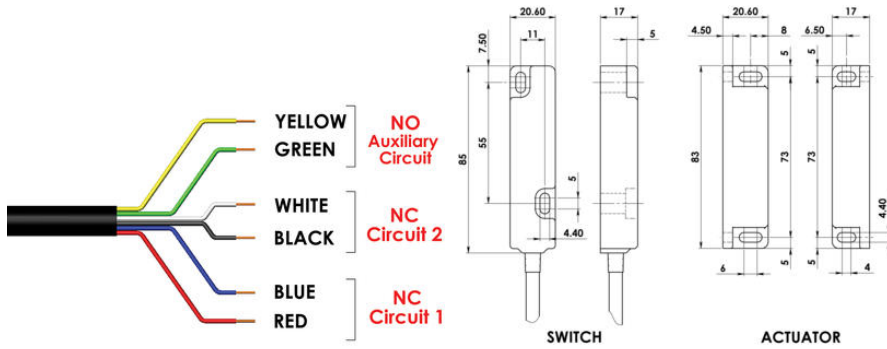 YELLOW
GREEN
NO
Auxiliary
Circuit
WHITE
BLACK
NC
Circuit 2
BLUE
RED
NC
Circuit 1
20.60
17
7.50
11
5
85
55
5
4.40
SWITCH
20.60
17
4.50
8
6.50
5
5
83
73
73
4.40
5
5
6
4
ACTUATOR